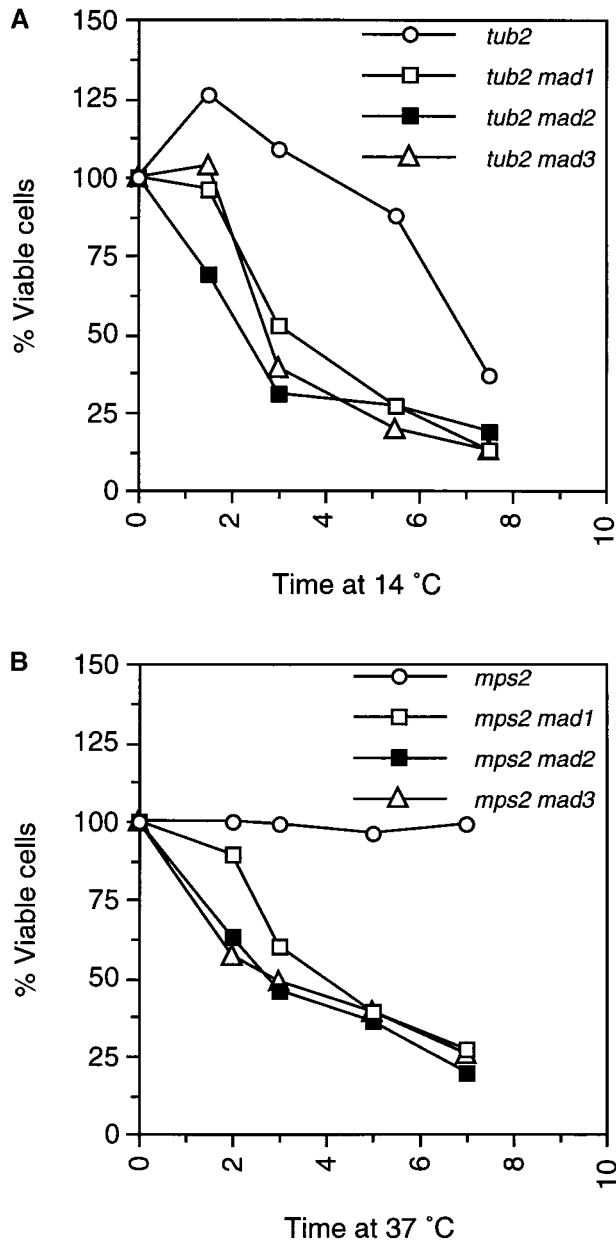 A
150
125
100
75
50
25
0
% Viable cells
tub2
tub2 mad1
tub2 mad2
tub2 mad3
0
2
4
6
8
10
Time at 14 ˚C
B
150
125
100
75
50
25
0
% Viable cells
mps2
mps2 mad1
mps2 mad2
mps2 mad3
0
2
4
6
8
10
Time at 37 ˚C